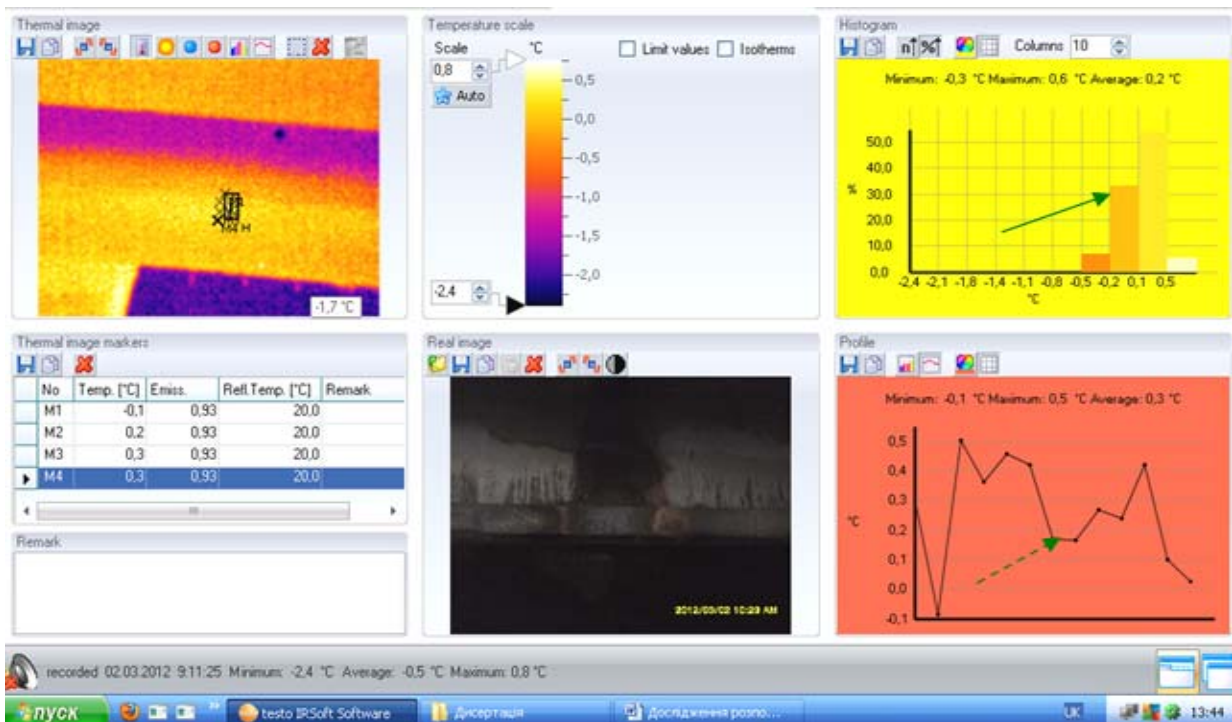 Thermal image
-1,7 °C
Temperature scale
Scale
°C
Limit values
Isotherms
0,8
Auto
-2,4
0,5
0,0
-0,5
-1,0
-1,5
-2,0
Histogram
n↑ %↑ Columns 10
Minimum: -0,3 °C Maximum: 0,6 °C Average: 0,2 °C
50,0
40,0
30,0
20,0
10,0
0,0
-2,4 -2,1 -1,8 -1,4 -1,1 -0,8 -0,5 -0,2 0,1 0,5
°C
Thermal image markers
No Temp. [°C] Emiss. Refl.Temp. [°C] Remark
M1 -0,1 0,93 20,0
M2 0,2 0,93 20,0
M3 0,3 0,93 20,0
M4 0,3 0,93 20,0
Remark
Real image
2012/03/02 10:29 AM
Profile
Minimum: -0,1 °C Maximum: 0,5 °C Average: 0,3 °C
0,5
0,4
0,3
°C
0,2
0,1
0,0
-0,1
recorded 02.03.2012 9:11:25 Minimum: -2,4 °C Average: -0,5 °C Maximum: 0,8 °C
пуск
testo IRSoft Software
Дисертація
Дослідження розпо...
UK
13:44